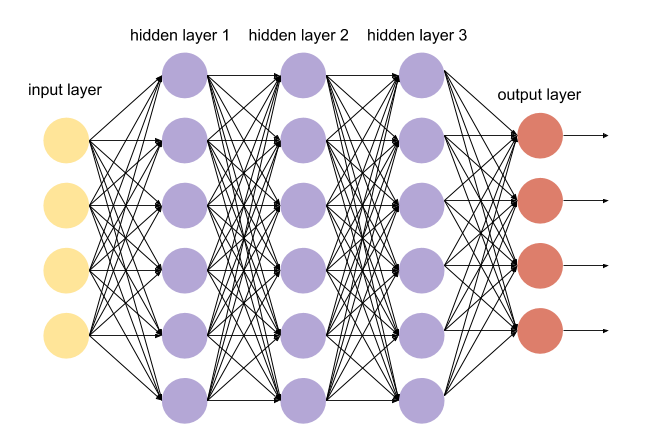 hidden layer 1
hidden layer 2
hidden layer 3
input layer
output layer